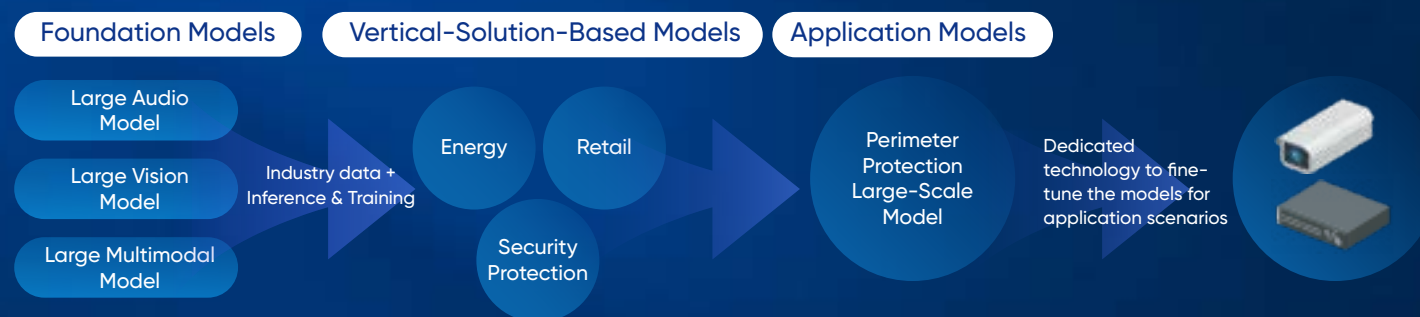 Foundation Models
Vertical-Solution-Based Models
Application Models
Large Audio
Model
Large Vision
Model
Large Multimodal
Model
Industry data +
Inference & Training
Energy
Retail
Security
Protection
Perimeter
Protection
Large-Scale
Model
Dedicated
technology to fine-
tune the models for
application scenarios